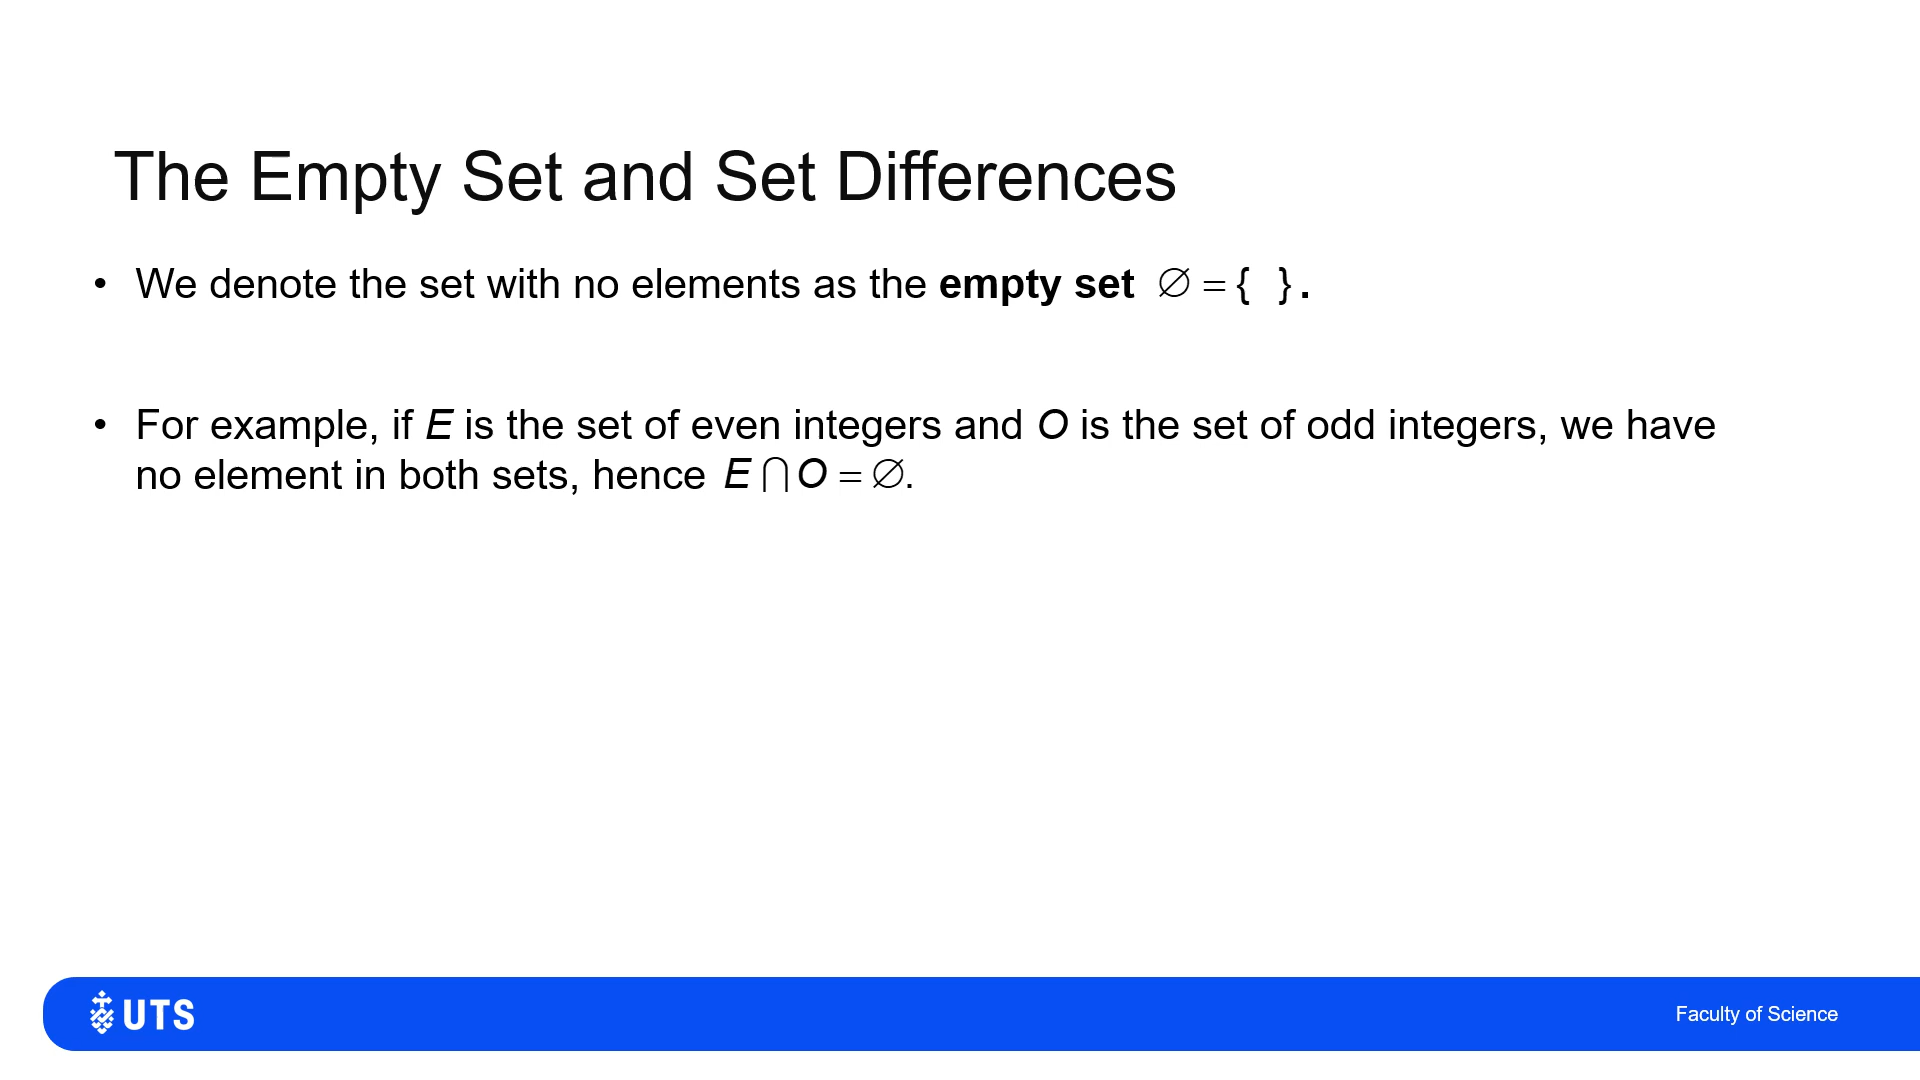 The Empty Set and Set Differences
• We denote the set with no elements as the empty set ∅ = { }.
• For example, if E is the set of even integers and O is the set of odd integers, we have
no element in both sets, hence E ⋂ O = ∅.
UTS
Faculty of Science